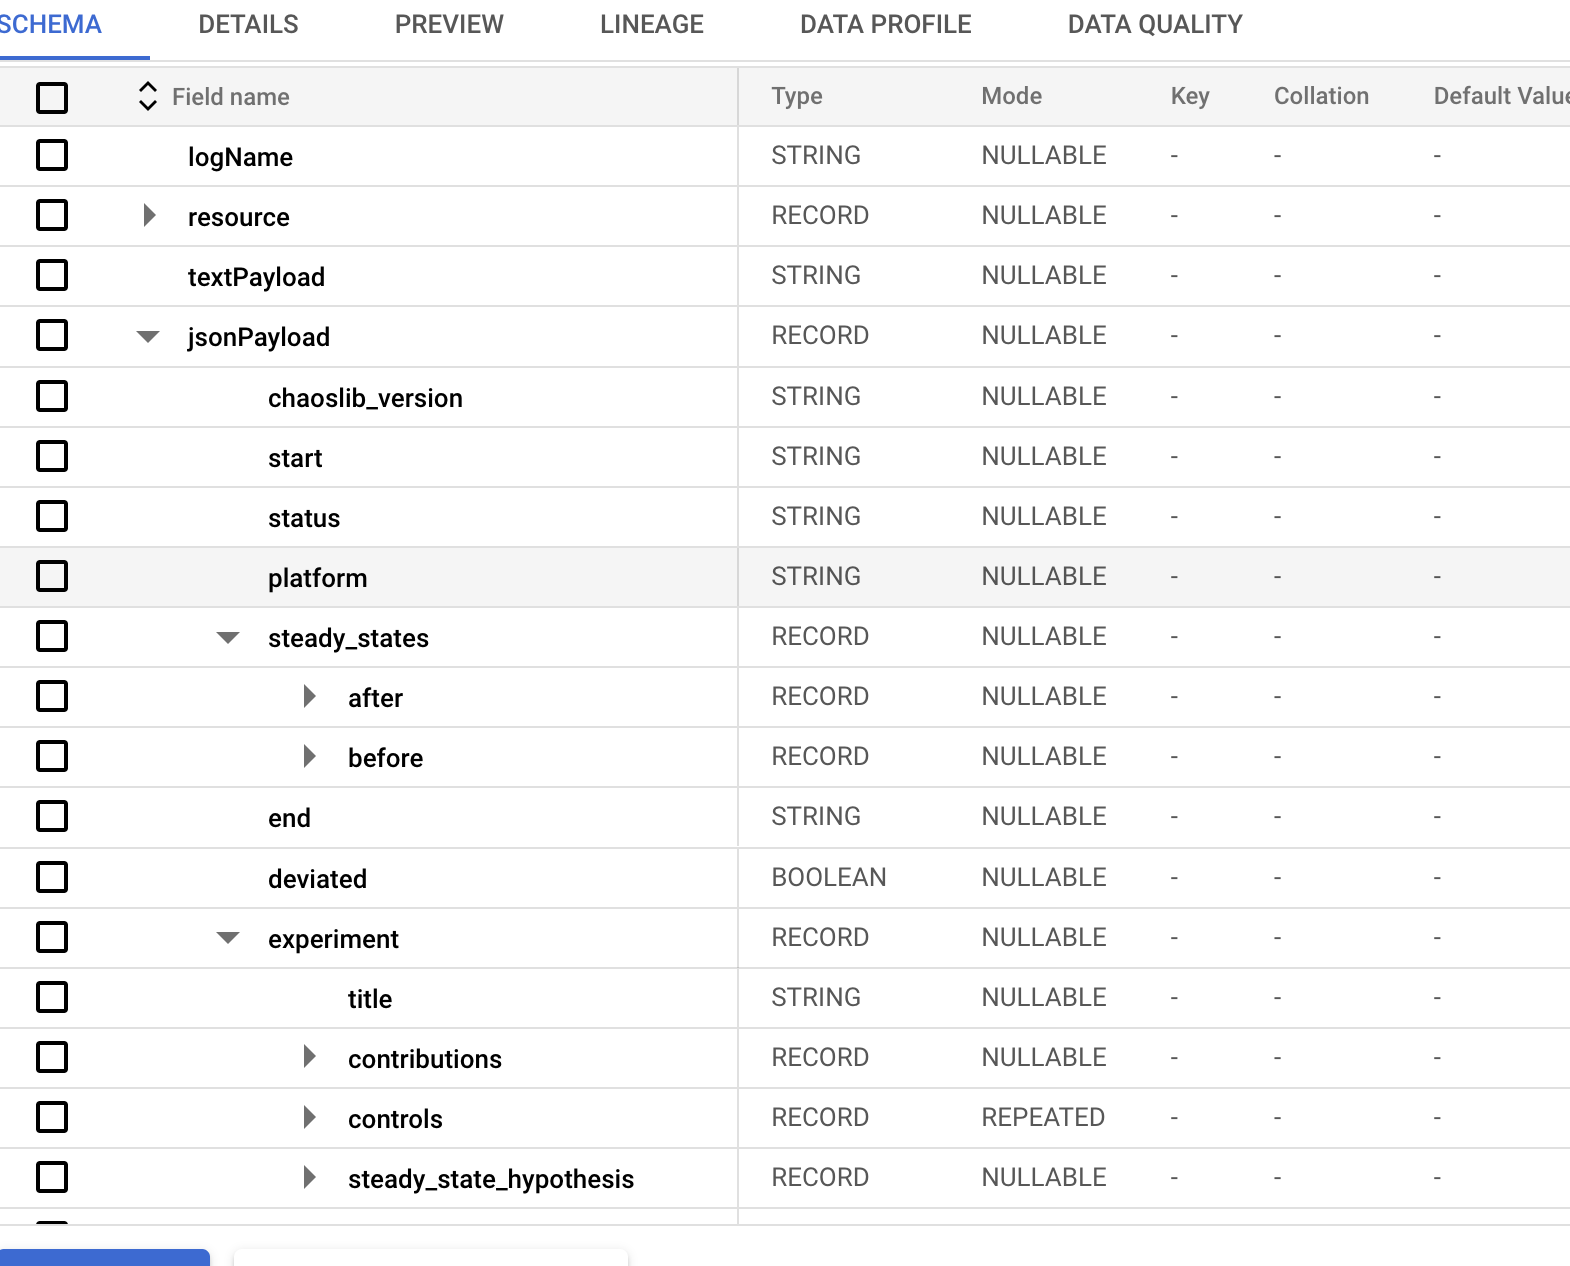 SCHEMA DETAILS PREVIEW LINEAGE DATA PROFILE DATA QUALITY
Field name Type Mode Key Collation Default Value
logName STRING NULLABLE - - -
resource RECORD NULLABLE - - -
textPayload STRING NULLABLE - - -
jsonPayload RECORD NULLABLE - - -
chaoslib_version STRING NULLABLE - - -
start STRING NULLABLE - - -
status STRING NULLABLE - - -
platform STRING NULLABLE - - -
steady_states RECORD NULLABLE - - -
after RECORD NULLABLE - - -
before RECORD NULLABLE - - -
end STRING NULLABLE - - -
deviated BOOLEAN NULLABLE - - -
experiment RECORD NULLABLE - - -
title STRING NULLABLE - - -
contributions RECORD NULLABLE - - -
controls RECORD REPEATED - - -
steady_state_hypothesis RECORD NULLABLE - - -